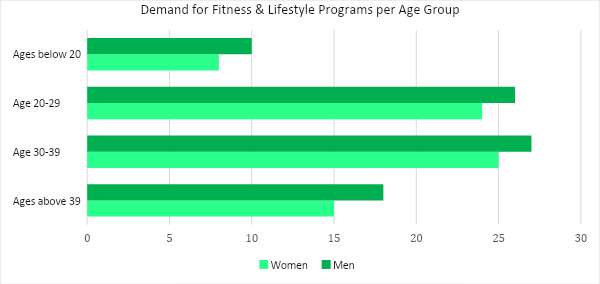 Demand for Fitness & Lifestyle Programs per Age Group
Ages below 20
Age 20-29
Age 30-39
Ages above 39
0 5 10 15 20 25 30
Women Men